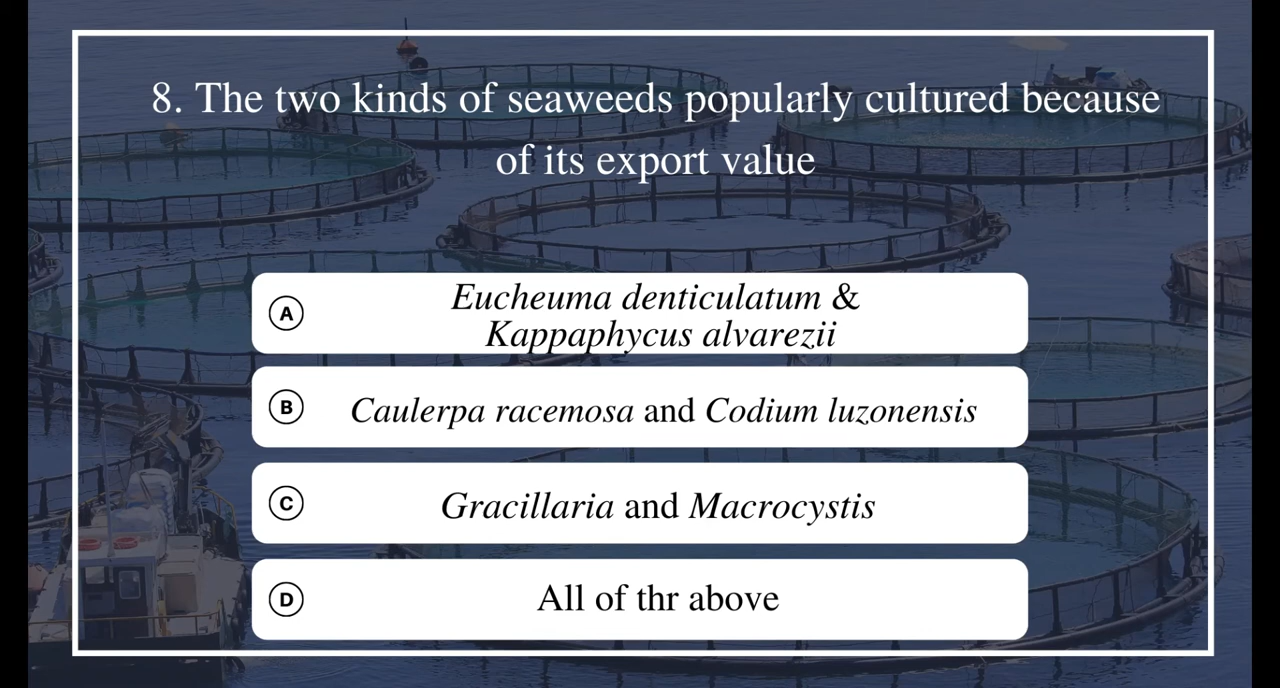 8. The two kinds of seaweeds popularly cultured because
of its export value
A
Eucheuma denticulatum &
Kappaphycus alvarezii
B
Caulerpa racemosa and Codium luzonensis
C
Gracillaria and Macrocystis
D
All of thr above